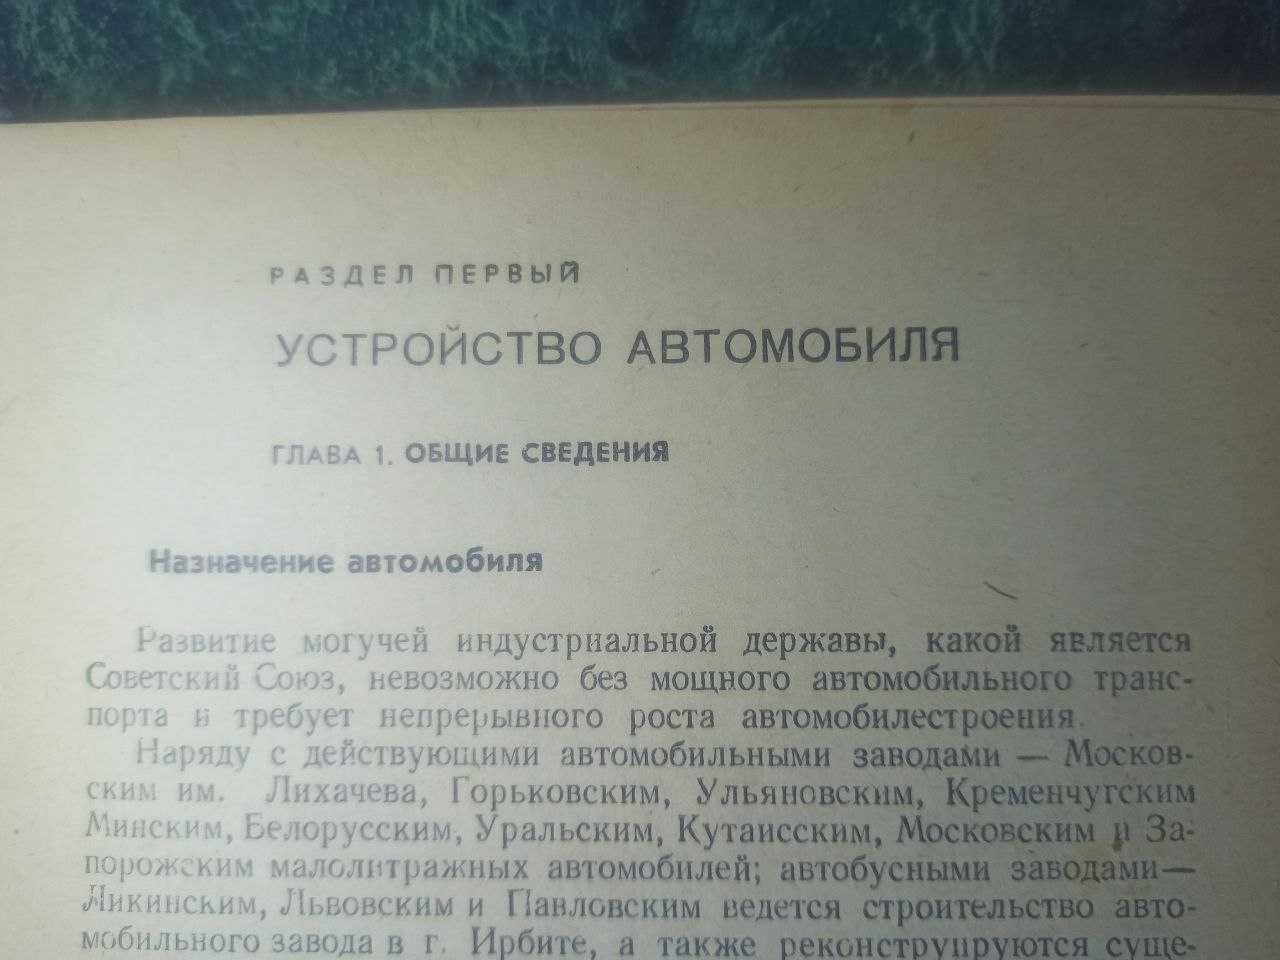 РАЗДЕЛ ПЕРВЫЙ
УСТРОЙСТВО АВТОМОБИЛЯ
ГЛАВА 1. ОБЩИЕ СВЕДЕНИЯ
Назначение автомобиля
Развитие могучей индустриальной державы, какой является
Советский Союз, невозможно без мощного автомобильного транс-
порта и требует непрерывного роста автомобилестроения.
Наряду с действующими автомобильными заводами — Москов-
ским им. Лихачева, Горьковским, Ульяновским, Кременчугским
Минским, Белорусским, Уральским, Кутаисским, Московским и За-
порожским малолитражных автомобилей; автобусными заводами—
Ликинским, Львовским и Павловским ведется строительство авто-
мобильного завода в г. Ирбите, а также реконструируются суще-